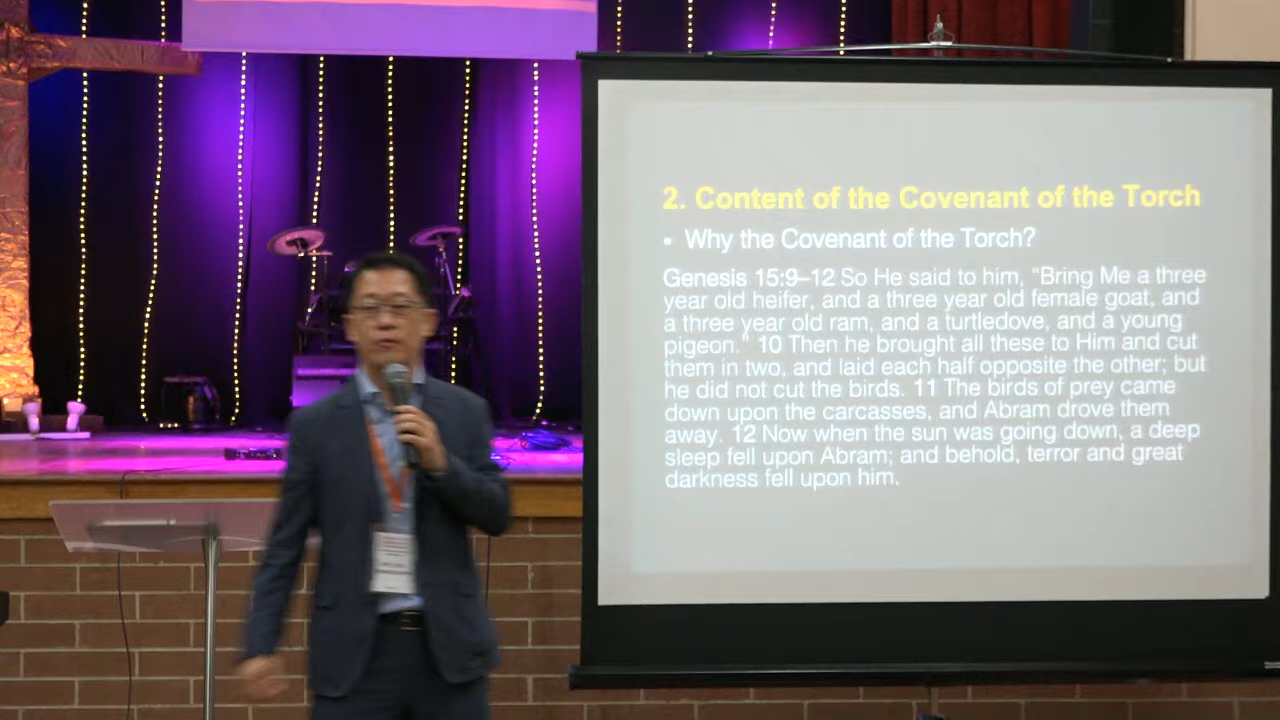 2. Content of the Covenant of the Torch
• Why the Covenant of the Torch?
Genesis 15:9–12 So He said to him, "Bring Me a three
year old heifer, and a three year old female goat, and
a three year old ram, and a turtledove, and a young
pigeon." 10 Then he brought all these to Him and cut
them in two, and laid each half opposite the other; but
he did not cut the birds. 11 The birds of prey came
down upon the carcasses, and Abram drove them
away. 12 Now when the sun was going down, a deep
sleep fell upon Abram; and behold, terror and great
darkness fell upon him.